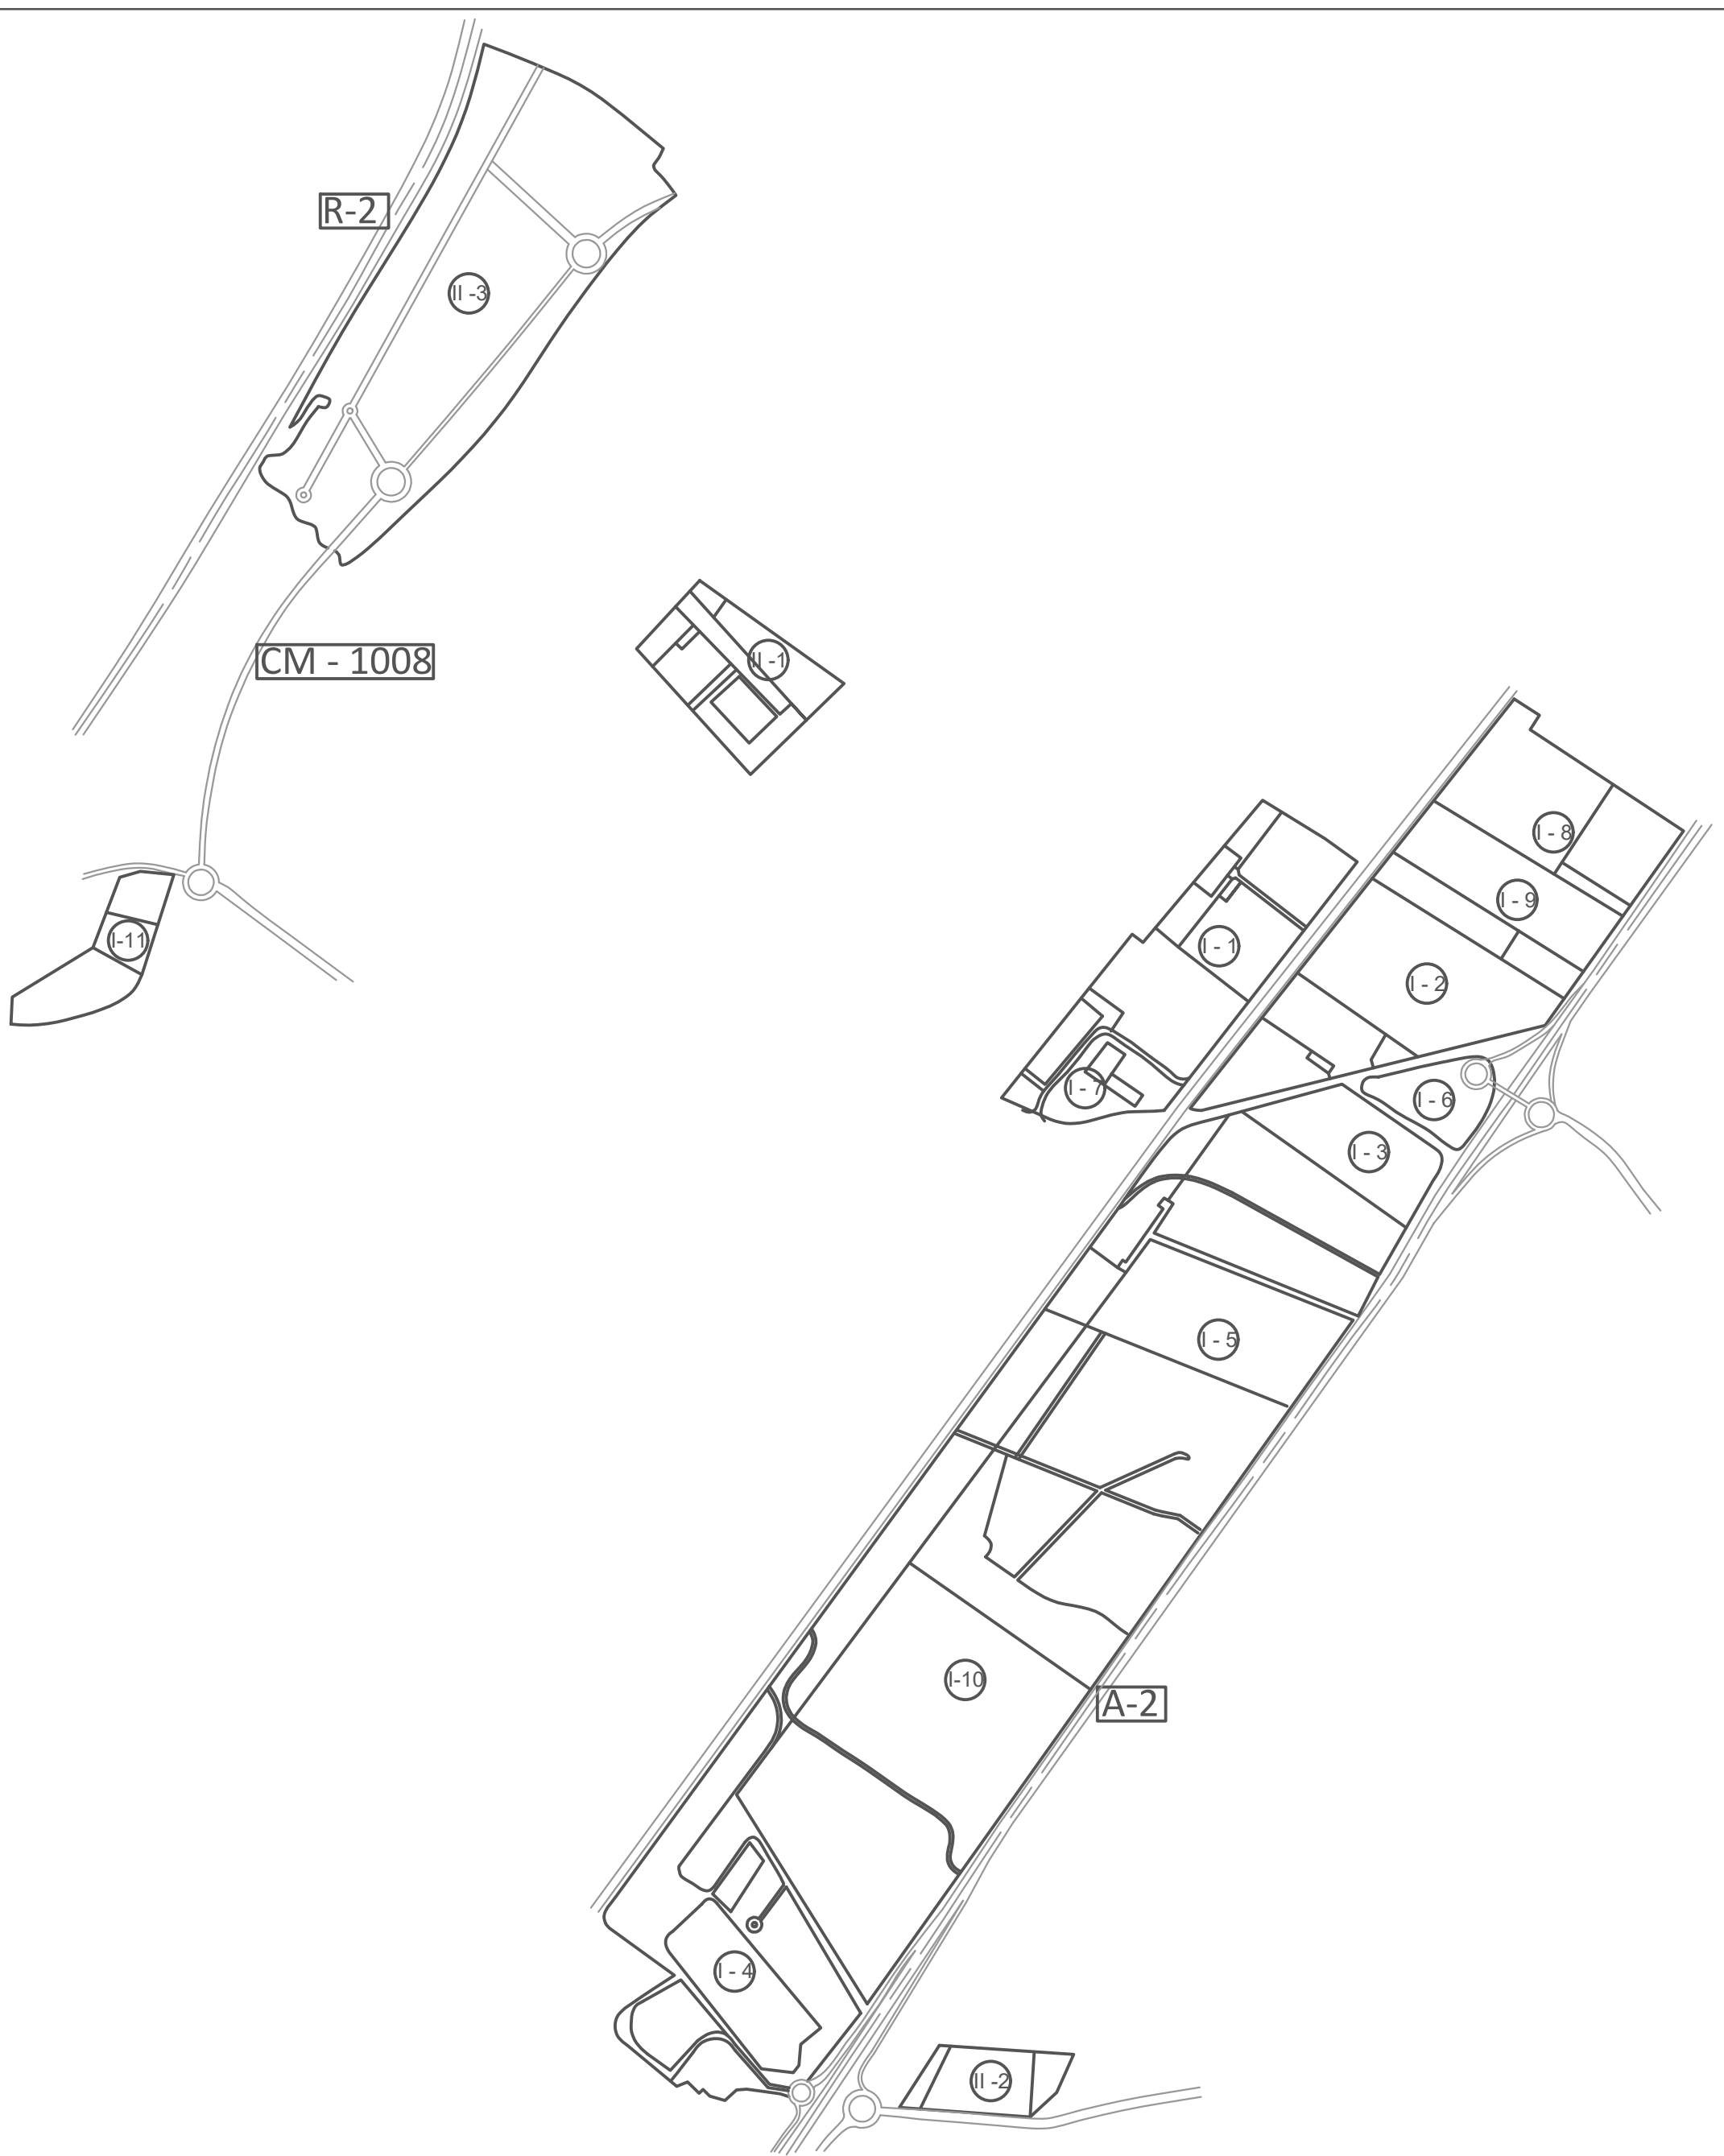 R-2
II -3
CM - 1008
II -1
I - 8
I - 9
I-11
I - 1
I - 2
I - 7
I - 6
I - 3
I - 5
I-10
A-2
I - 4
II -2